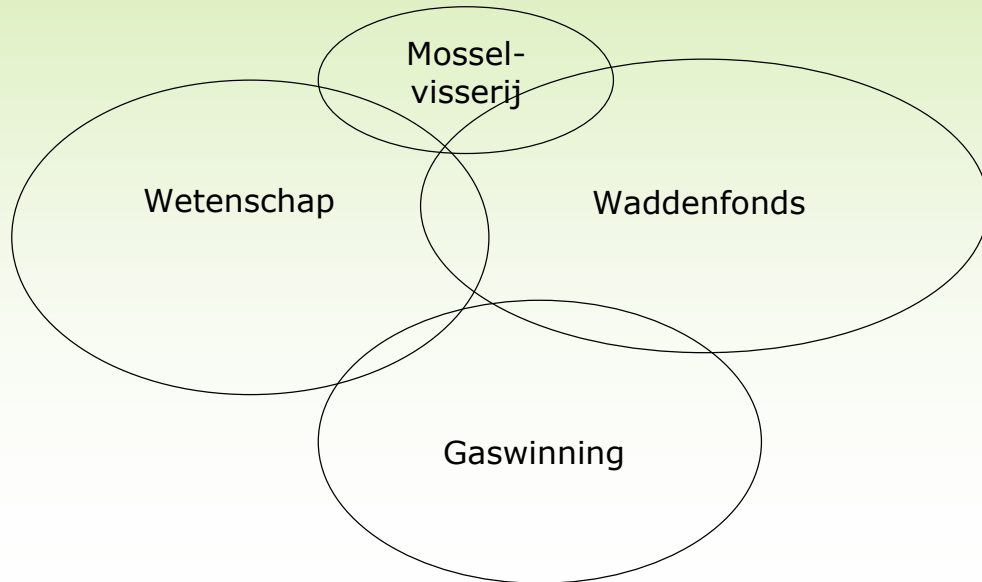 Mossel-
visserij
Wetenschap
Waddenfonds
Gaswinning